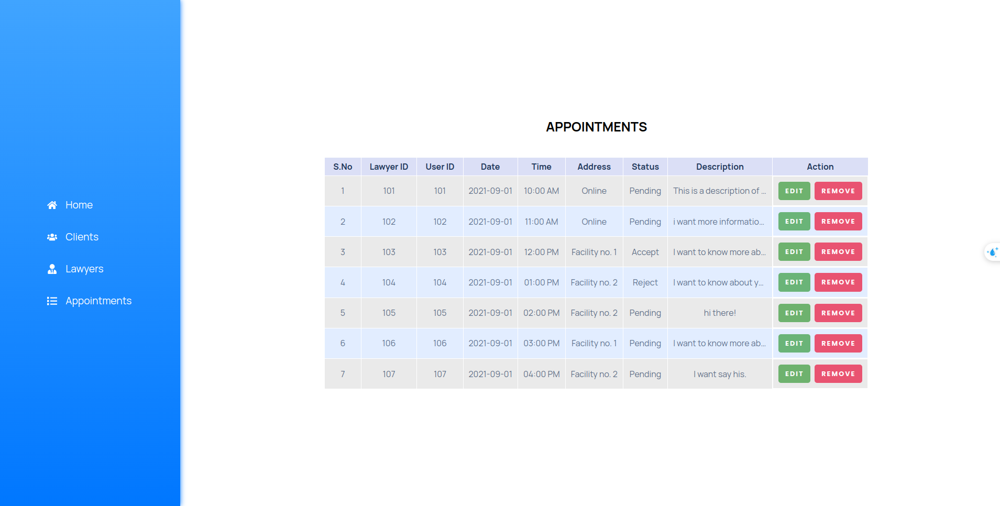 APPOINTMENTS
Home
Clients
Lawyers
Appointments
S.No Lawyer ID User ID Date Time Address Status Description Action
1 101 101 2021-09-01 10:00 AM Online Pending This is a description of ... EDIT REMOVE
2 102 102 2021-09-01 11:00 AM Online Pending i want more informatio... EDIT REMOVE
3 103 103 2021-09-01 12:00 PM Facility no. 1 Accept I want to know more ab... EDIT REMOVE
4 104 104 2021-09-01 01:00 PM Facility no. 2 Reject I want to know about y... EDIT REMOVE
5 105 105 2021-09-01 02:00 PM Facility no. 2 Pending hi there! EDIT REMOVE
6 106 106 2021-09-01 03:00 PM Facility no. 1 Pending I want to know more ab... EDIT REMOVE
7 107 107 2021-09-01 04:00 PM Facility no. 2 Pending I want say his. EDIT REMOVE